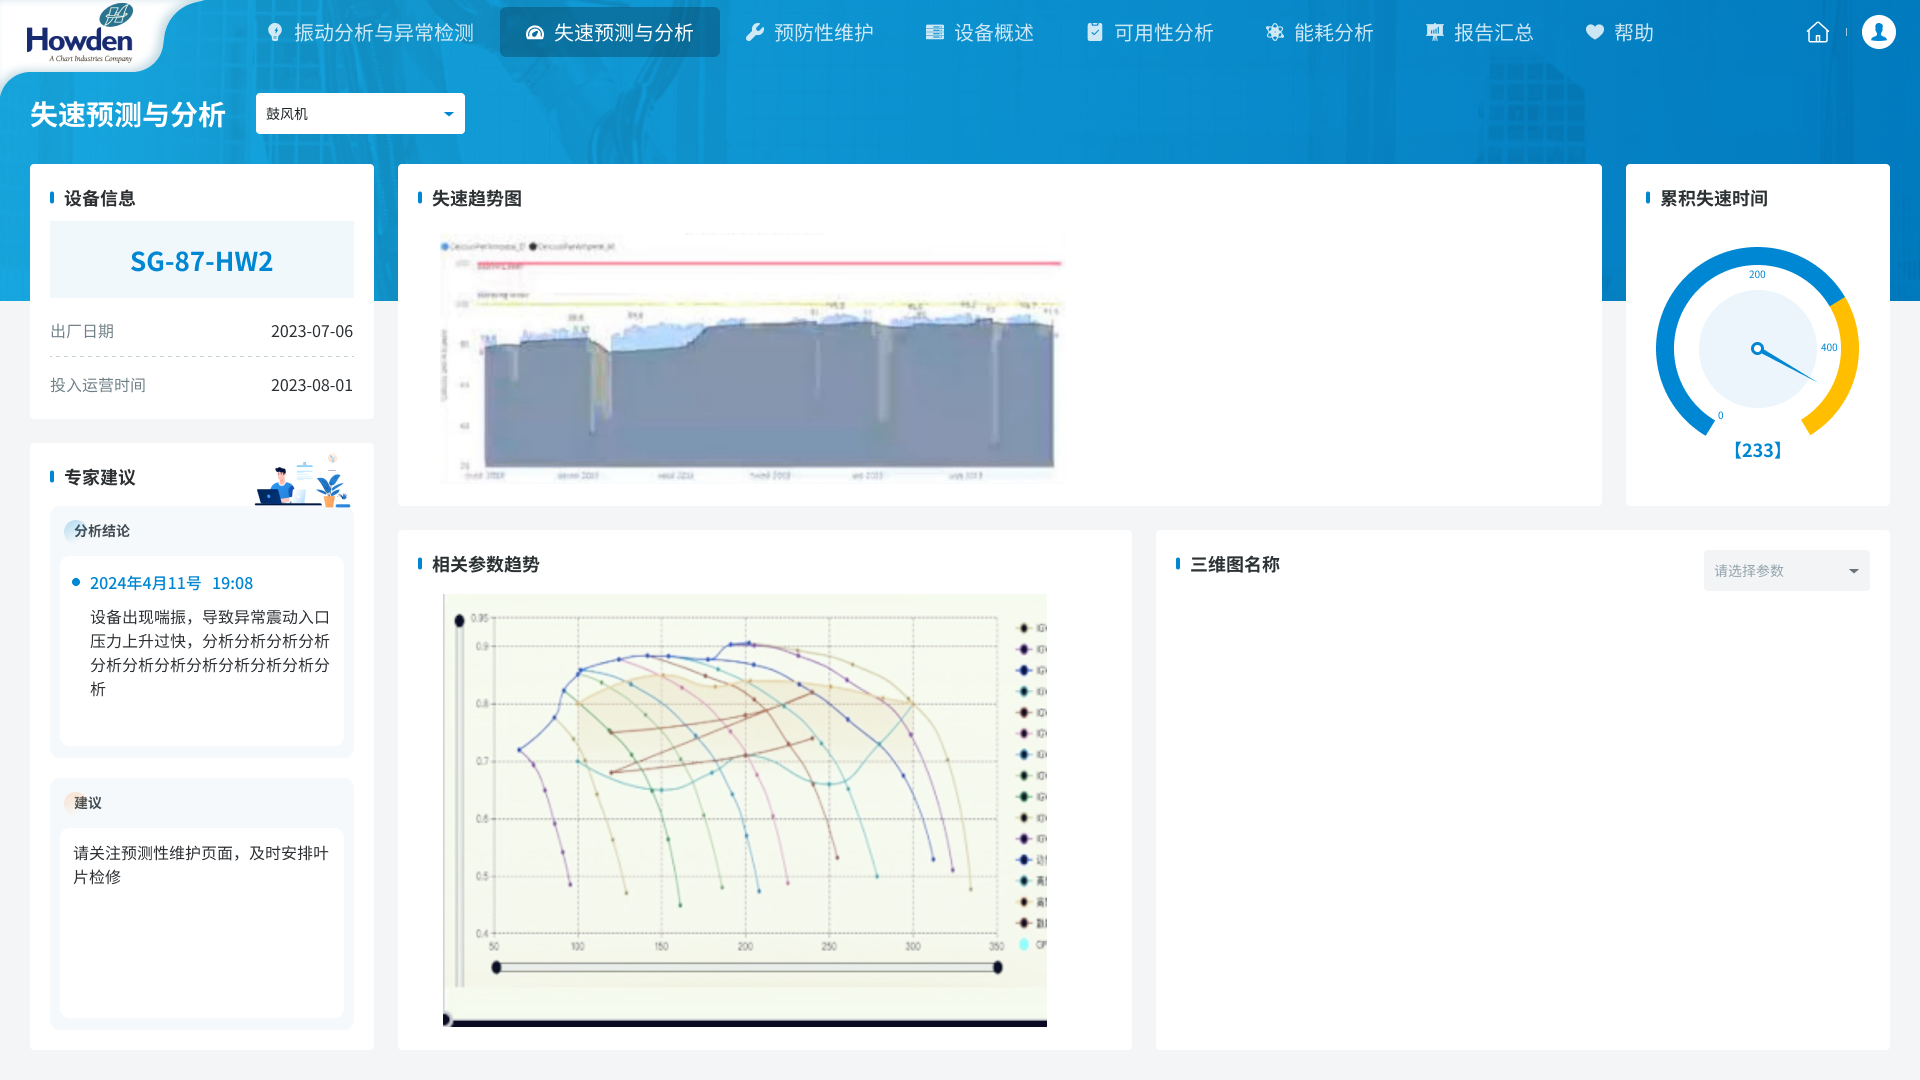 Howden
A Chart Industries Company
振动分析与异常检测
失速预测与分析
预防性维护
设备概述
可用性分析
能耗分析
报告汇总
帮助
失速预测与分析
鼓风机
设备信息
SG-87-HW2
出厂日期 2023-07-06
投入运营时间 2023-08-01
专家建议
分析结论
2024年4月11号 19:08
设备出现喘振，导致异常震动入口
压力上升过快，分析分析分析分析
分析分析分析分析分析分析分析分
析
建议
请关注预测性维护页面，及时安排叶
片检修
失速趋势图
累积失速时间
0
200
400
【233】
相关参数趋势
0.95
0.9
0.8
0.7
0.6
0.5
0.4
50 100 150 200 250 300 350
三维图名称
请选择参数